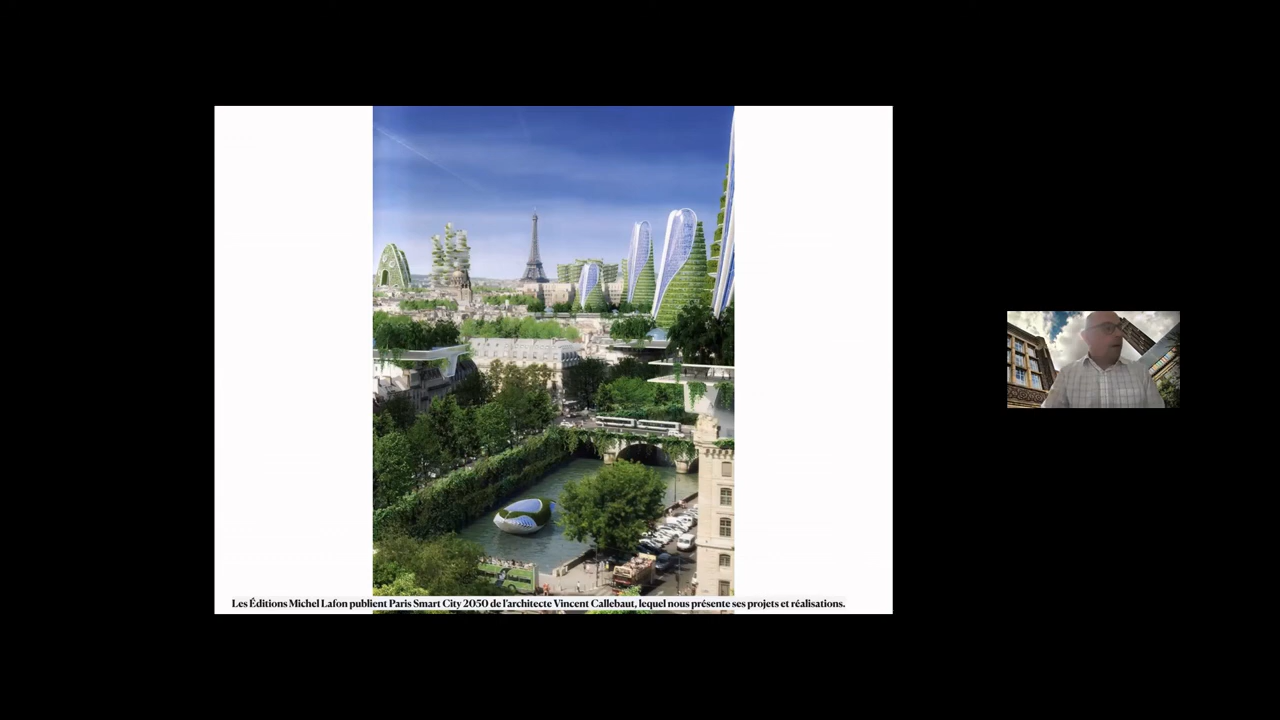 Les Éditions Michel Lafon publient Paris Smart City 2050 de l'architecte Vincent Callebaut, lequel nous présente ses projets et réalisations.